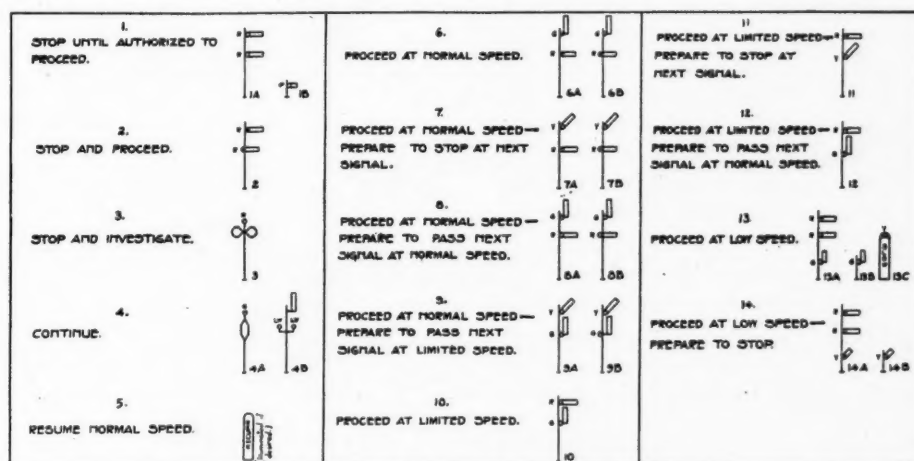 1.
STOP UNTIL AUTHORIZED TO
PROCEED.
R
R
1A
1B
2.
STOP AND PROCEED.
R
R
2
3.
STOP AND INVESTIGATE.
3
4.
CONTINUE.
4A
4B
5.
RESUME NORMAL SPEED.
RESUME
6.
PROCEED AT NORMAL SPEED.
G
R
6A
G
R
6B
7.
PROCEED AT NORMAL SPEED—
PREPARE TO STOP AT NEXT
SIGNAL.
Y
R
7A
Y
R
7B
8.
PROCEED AT NORMAL SPEED—
PREPARE TO PASS NEXT
SIGNAL AT NORMAL SPEED.
G
R
8A
G
R
8B
9.
PROCEED AT NORMAL SPEED—
PREPARE TO PASS NEXT
SIGNAL AT LIMITED SPEED.
Y
G
9A
Y
G
9B
10.
PROCEED AT LIMITED SPEED.
R
G
10
11.
PROCEED AT LIMITED SPEED—
PREPARE TO STOP AT
NEXT SIGNAL.
R
Y
11
12.
PROCEED AT LIMITED SPEED—
PREPARE TO PASS NEXT
SIGNAL AT NORMAL SPEED.
R
G
12
13.
PROCEED AT LOW SPEED.
R
R
G
13A
G
13B
Y
13C
14.
PROCEED AT LOW SPEED—
PREPARE TO STOP.
R
R
Y
14A
Y
14B